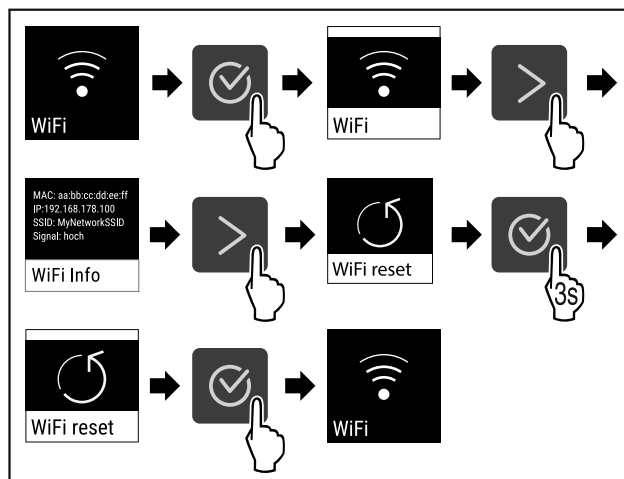 WiFi
WiFi
MAC: aa:bb:cc:dd:ee:ff
IP:192.168.178.100
SSID: MyNetworkSSID
Signal: hoch
WiFi Info
WiFi reset
3s
WiFi reset
WiFi